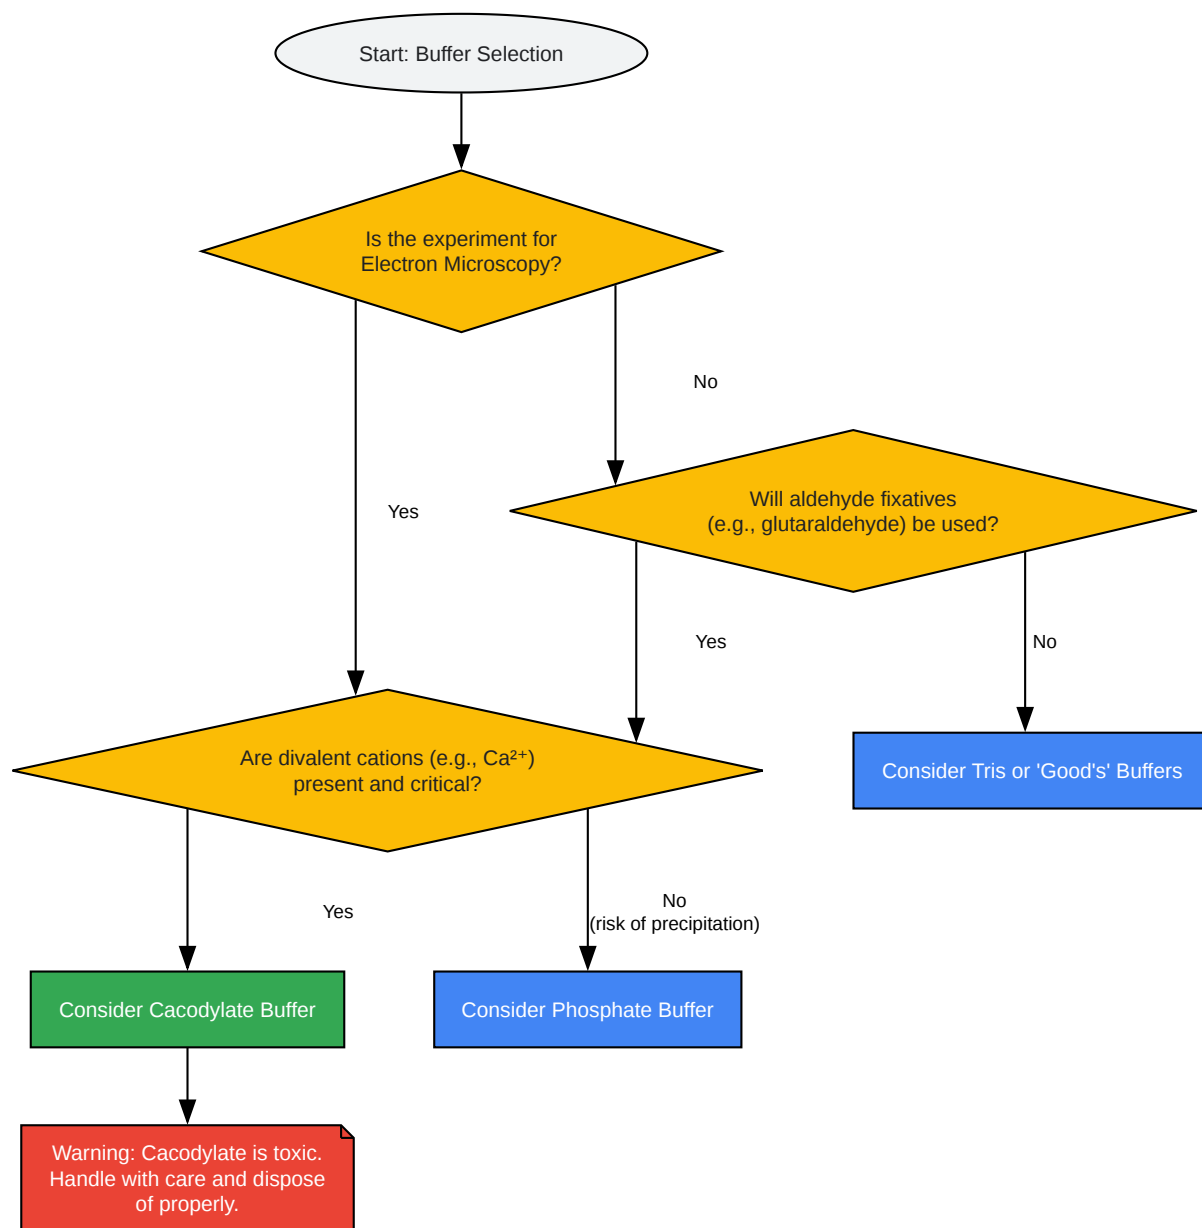 Start: Buffer Selection
Is the experiment for
Electron Microscopy?
No
Yes
Will aldehyde fixatives
(e.g., glutaraldehyde) be used?
Yes
No
Consider Tris or 'Good's' Buffers
Are divalent cations (e.g., Ca²⁺)
present and critical?
Yes
No
(risk of precipitation)
Consider Cacodylate Buffer
Consider Phosphate Buffer
Warning: Cacodylate is toxic.
Handle with care and dispose
of properly.